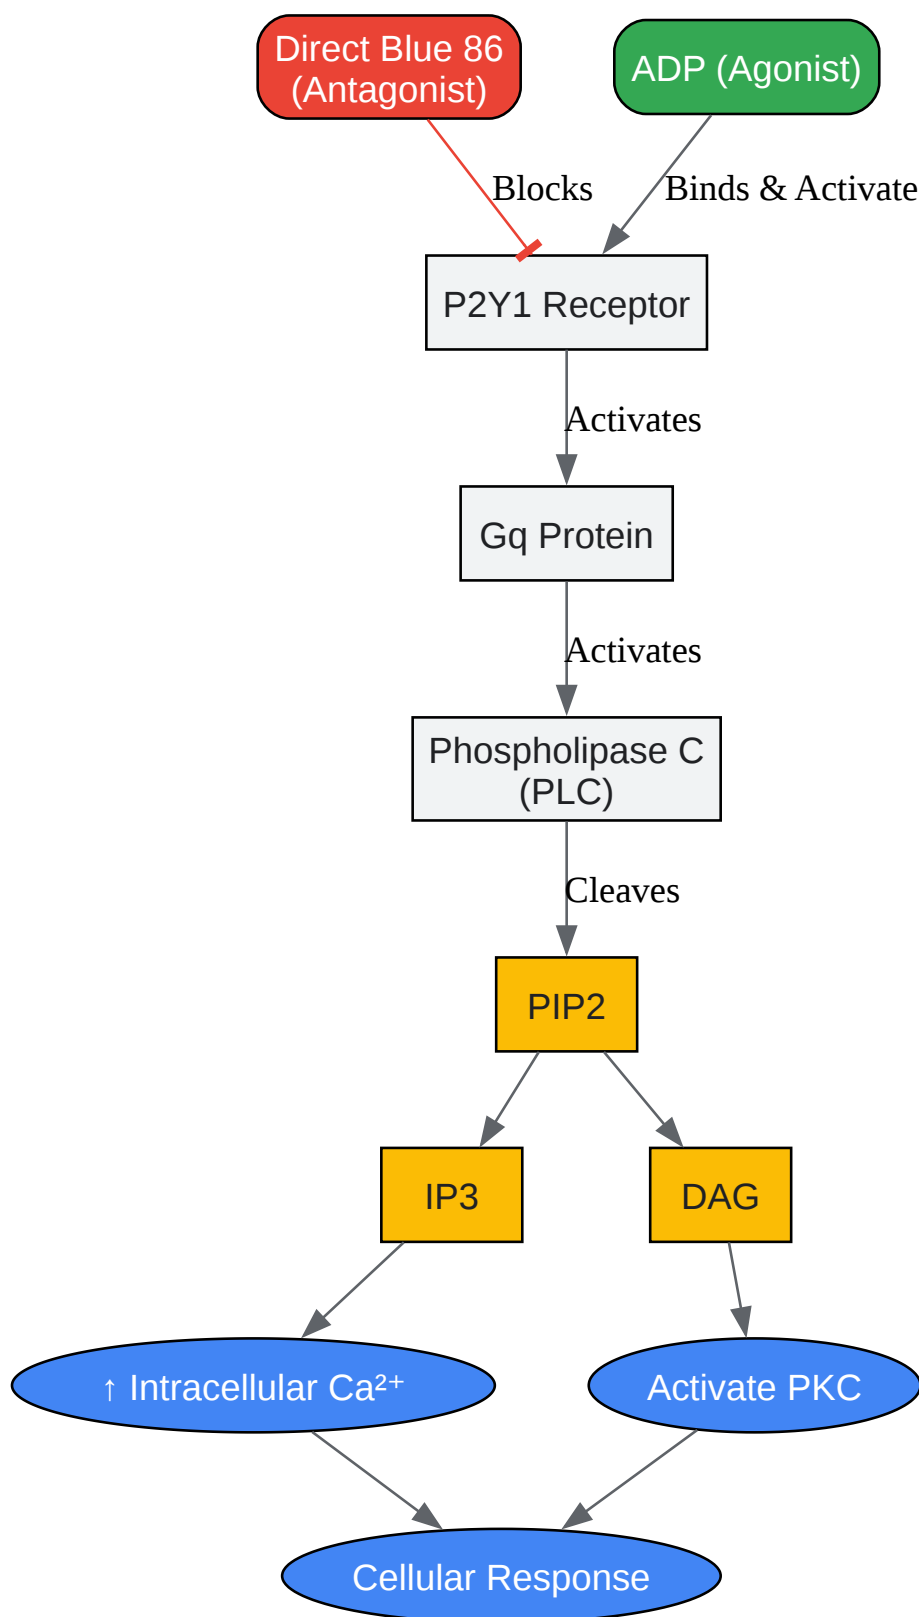 Direct Blue 86
(Antagonist)
ADP (Agonist)
Blocks
Binds & Activate
P2Y1 Receptor
Activates
Gq Protein
Activates
Phospholipase C
(PLC)
Cleaves
PIP2
IP3
DAG
↑ Intracellular Ca²⁺
Activate PKC
Cellular Response